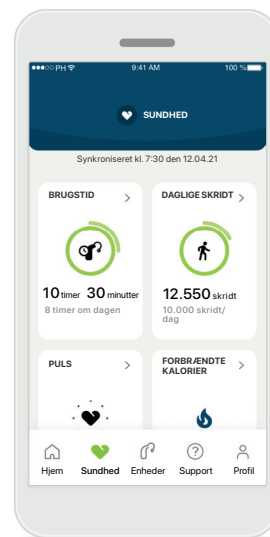 ●●●○○ PH 9:41 AM 100 %
SUNDHED
Synkroniseret kl. 7:30 den 12.04.21
BRUGSTID >
10 timer 30 minutter
8 timer om dagen
DAGLIGE SKRIDT >
12.550 skridt
10.000 skridt/
dag
PULS >
FORBRÆNDTE >
KALORIER
Hjem Sundhed Enheder Support Profil